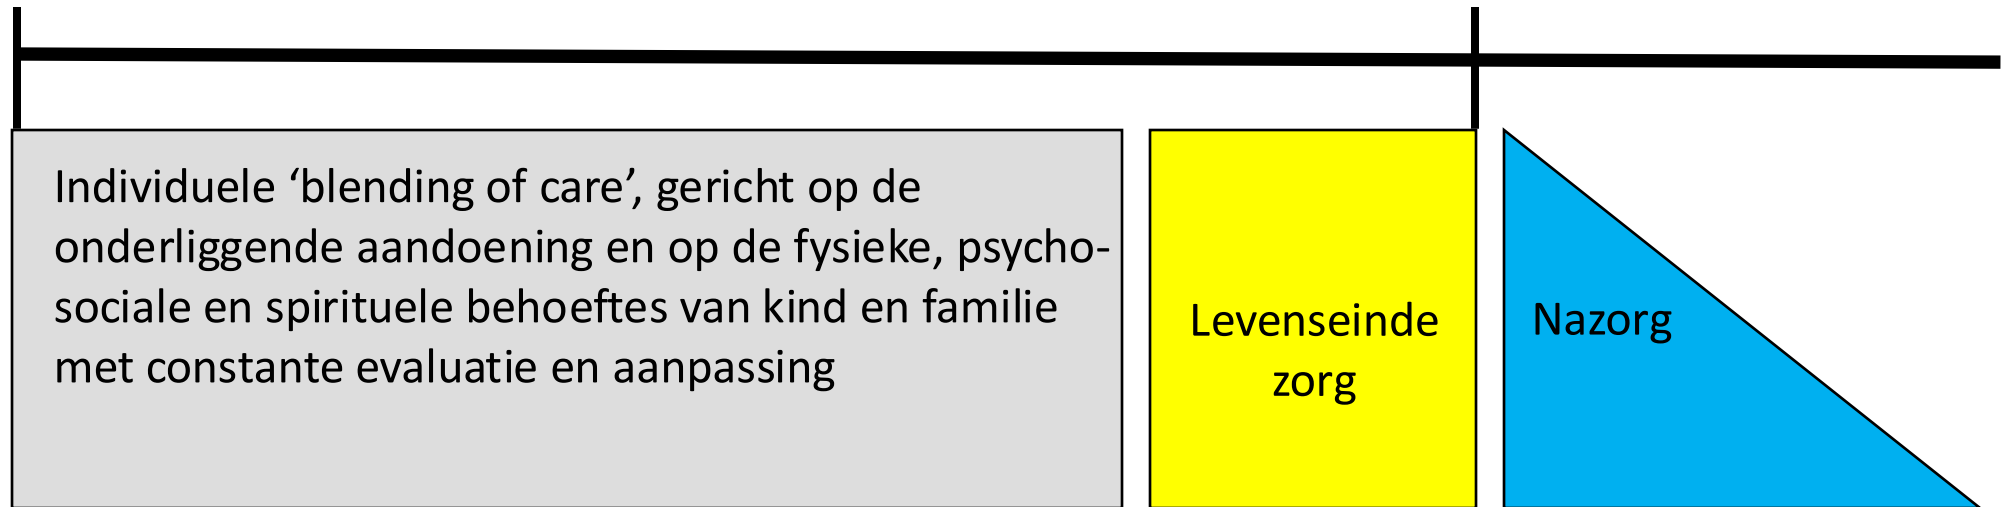 Individuele ‘blending of care’, gericht op de
onderliggende aandoening en op de fysieke, psycho-
sociale en spirituele behoeftes van kind en familie
met constante evaluatie en aanpassing
Levenseinde
zorg
Nazorg